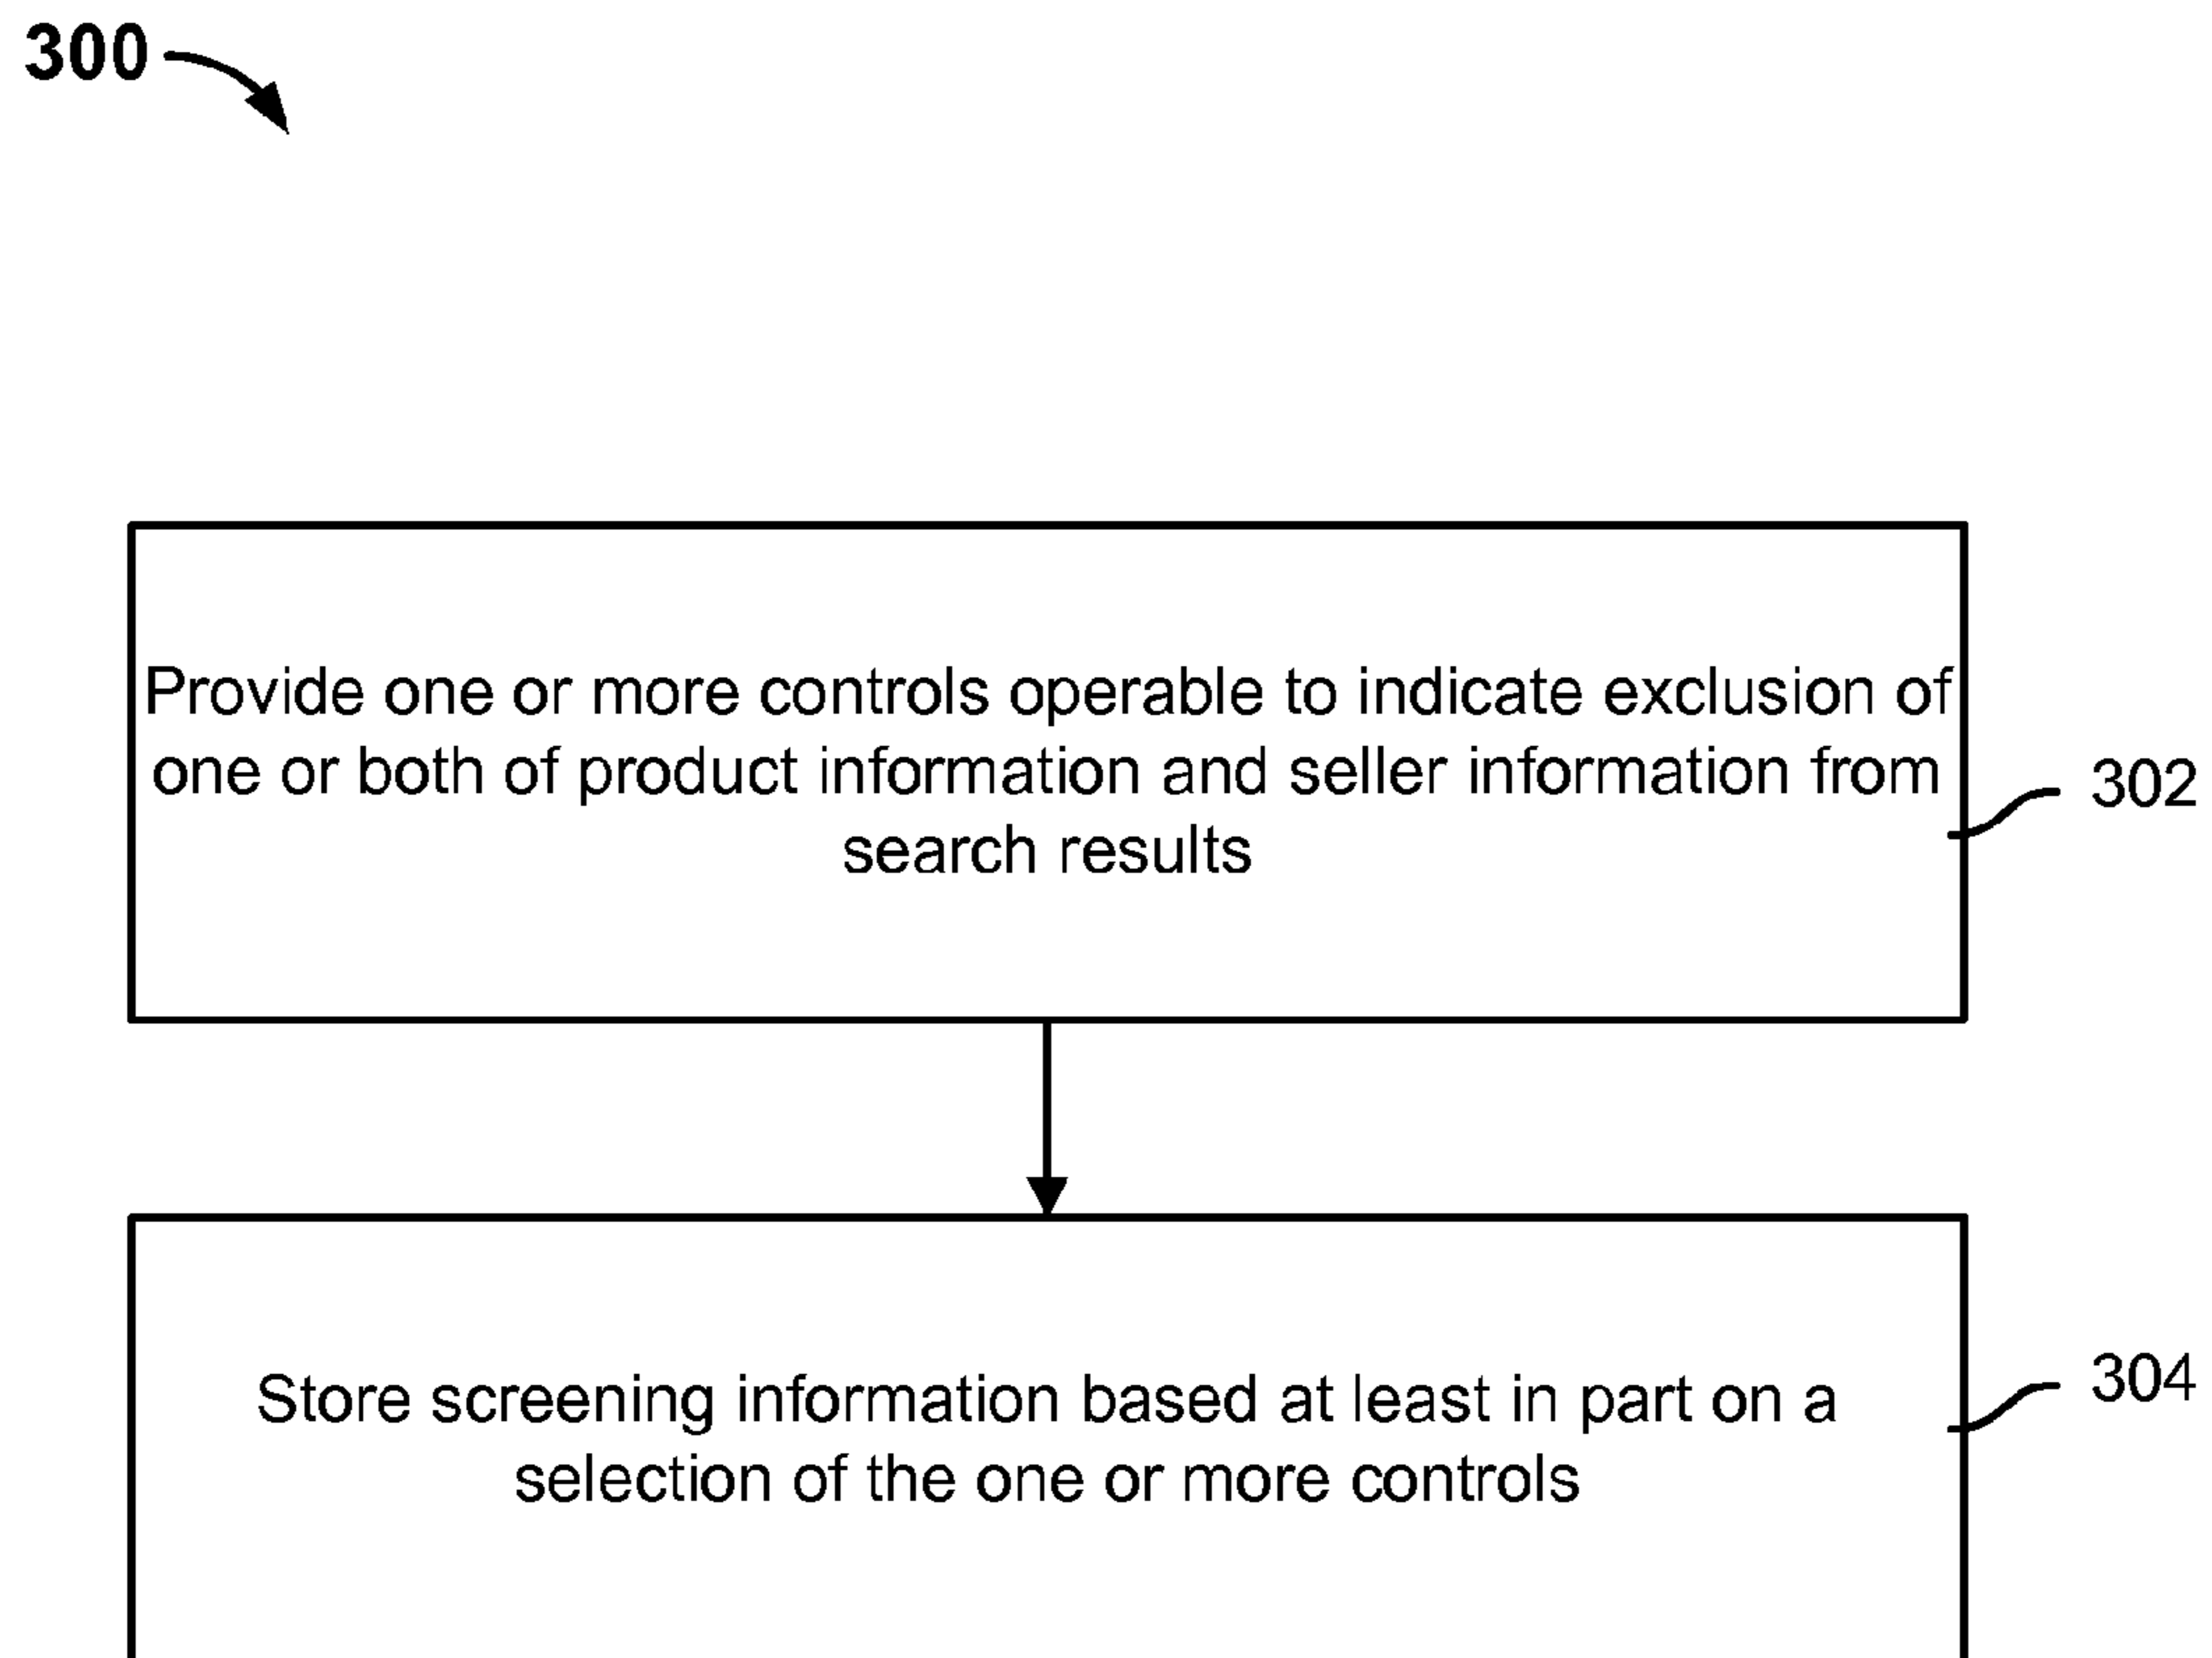 300
Provide one or more controls operable to indicate exclusion of
one or both of product information and seller information from
search results
302
Store screening information based at least in part on a
selection of the one or more controls
304